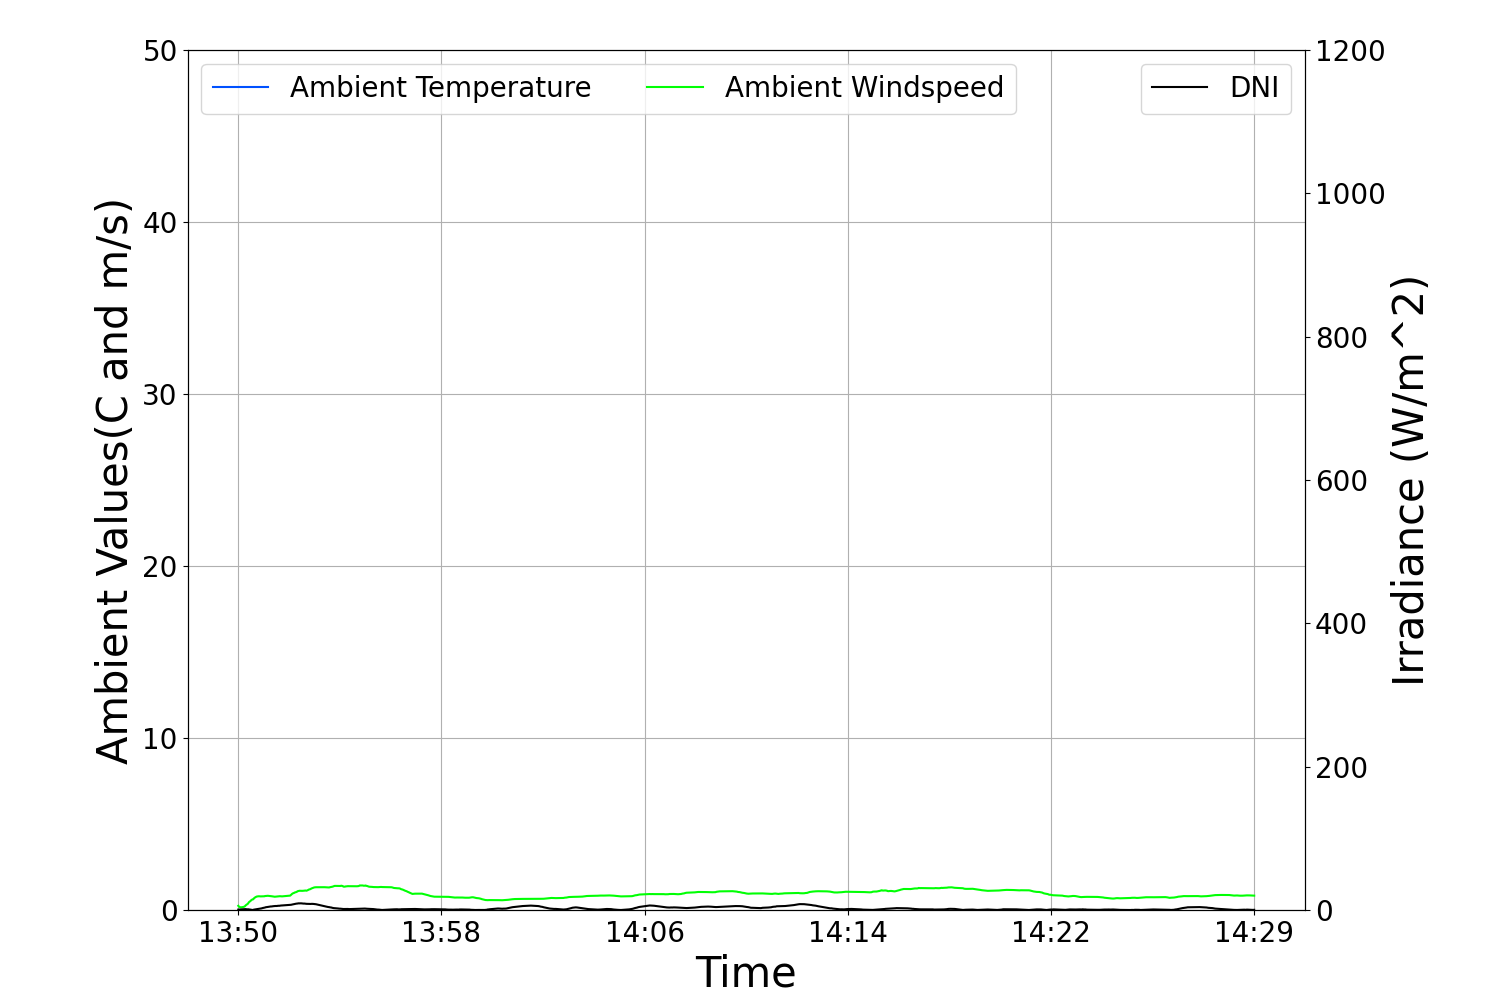 Ambient Temperature Ambient Windspeed DNI
Ambient Values(C and m/s)
50
40
30
20
10
0
1200
1000
800
600
400
200
0
Irradiance (W/m^2)
13:50 13:58 14:06 14:14 14:22 14:29
Time